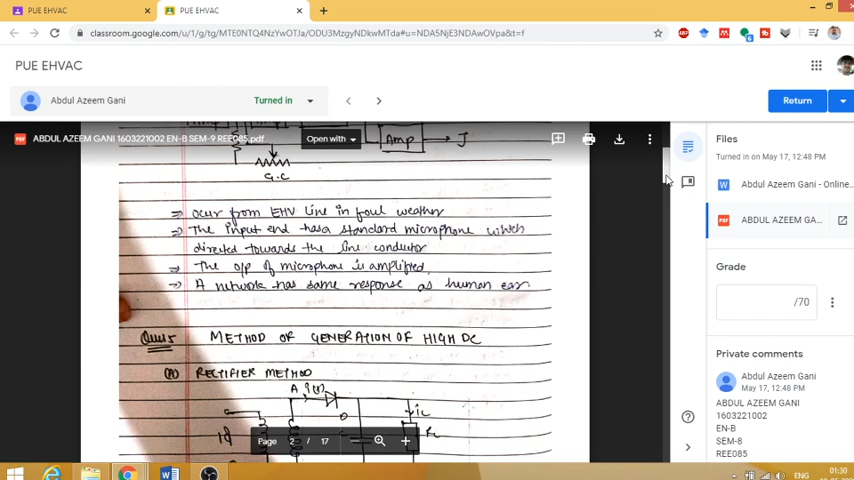 PUE EHVAC
PUE EHVAC
classroom.google.com/u/1/g/tg/MTE0NTQ4NzYwOTJa/ODU3MzgyNDkwMTda#u=NDA5NjE3NDAwOVpa&t=f
PUE EHVAC
Abdul Azeem Gani
Turned in
Return
ABDUL AZEEM GANI 1603221002 EN-B SEM-9 REE085.pdf
Open with
Amp
G.C
⇒ ocur from EHV line in foul weather
⇒ The input end has a standard microphone which
directed towards the line conductor
⇒ The o/p of microphone is amplified.
⇒ A network has same response as human ear
Ques5 METHOD OF GENERATION OF HIGH DC
(A) RECTIFIER METHOD
A
1φ
Page 2 / 17
Files
Turned in on May 17, 12:48 PM
Abdul Azeem Gani - Online...
ABDUL AZEEM GA...
Grade
/70
Private comments
Abdul Azeem Gani
May 17, 12:48 PM
ABDUL AZEEM GANI
1603221002
EN-B
SEM-8
REE085
ENG
01:30